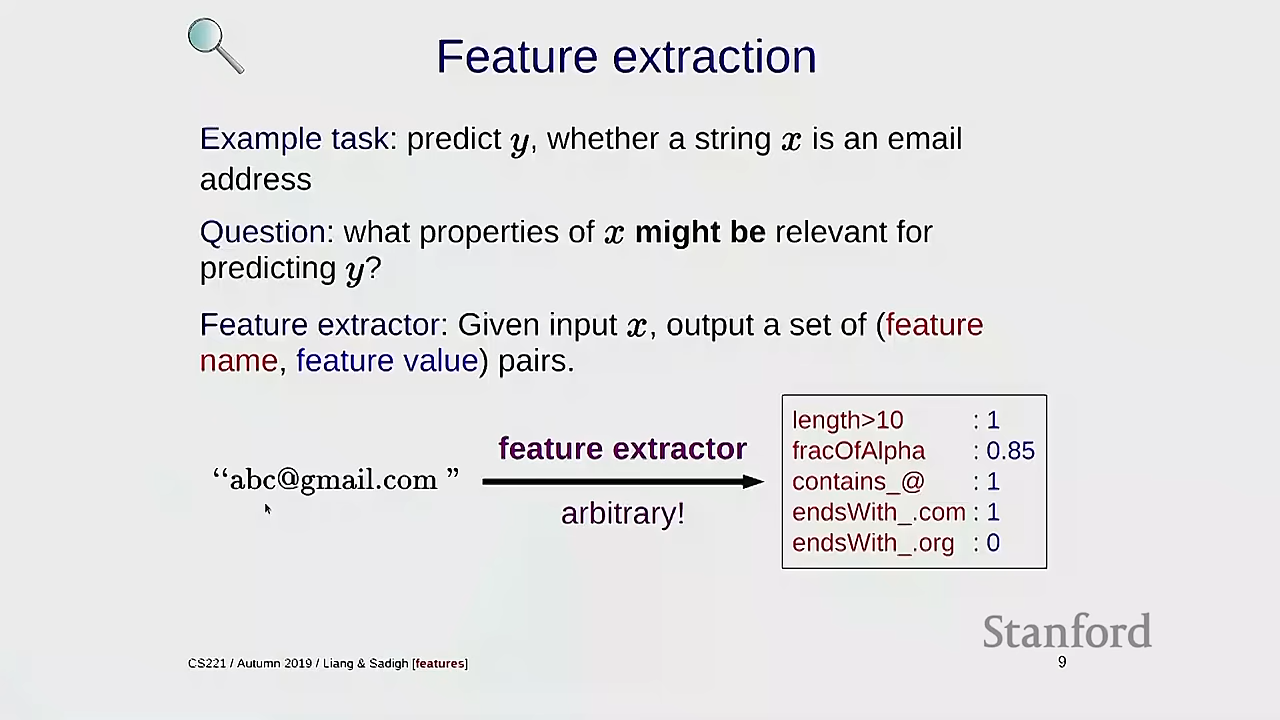 Feature extraction
Example task: predict y, whether a string x is an email
address
Question: what properties of x might be relevant for
predicting y?
Feature extractor: Given input x, output a set of (feature
name, feature value) pairs.
“abc@gmail.com ”
feature extractor
arbitrary!
length>10 : 1
fracOfAlpha : 0.85
contains_@ : 1
endsWith_.com : 1
endsWith_.org : 0
Stanford
CS221 / Autumn 2019 / Liang & Sadigh [features]
9